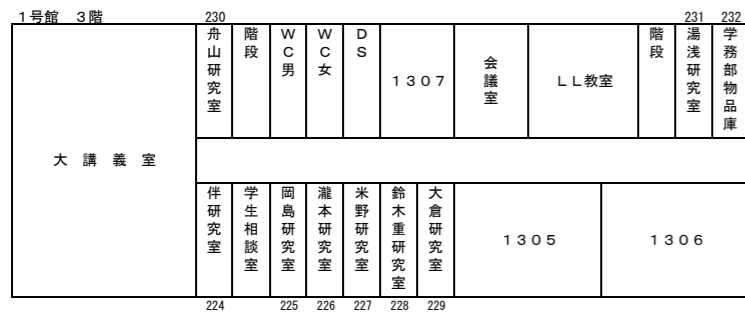 1号館 3階
230
231
232
舟山研究室
階段
WC男
WC女
DS
1307
会議室
LL教室
階段
湯浅研究室
学務部物品庫
大講義室
伴研究室
学生相談室
岡島研究室
瀧本研究室
米野研究室
鈴木重研究室
大倉研究室
1305
1306
224
225
226
227
228
229